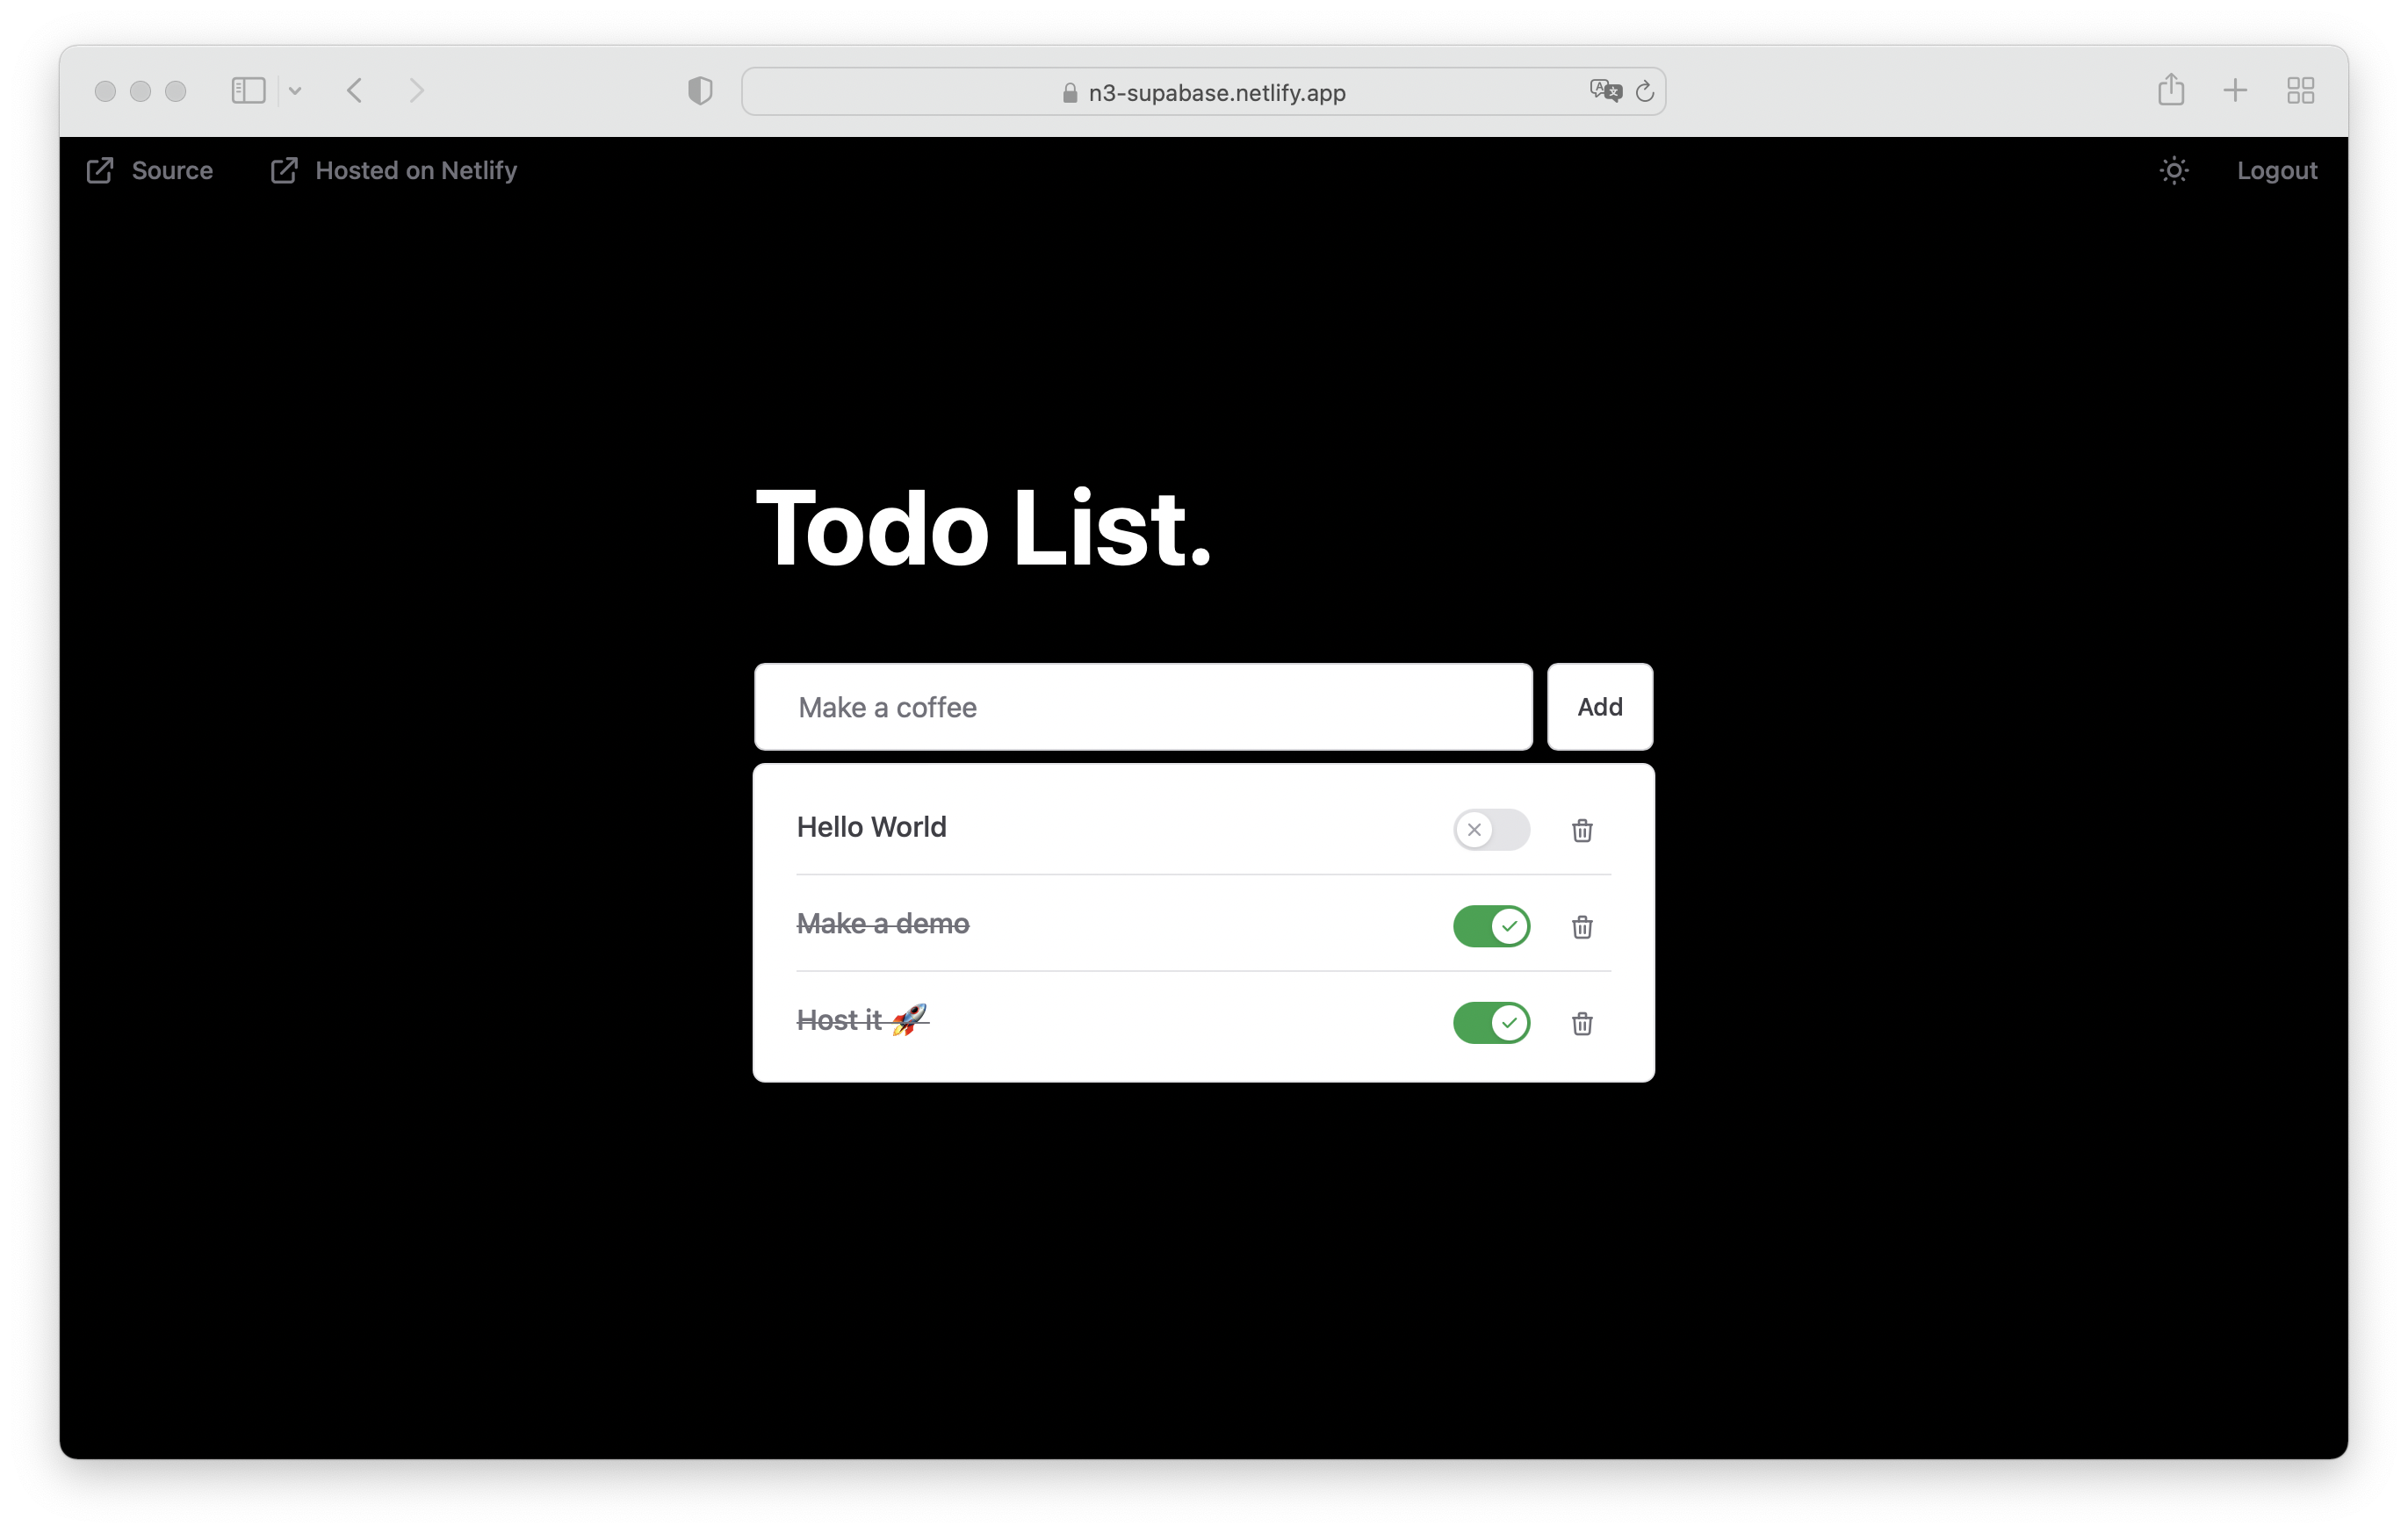 n3-supabase.netlify.app
Source
Hosted on Netlify
Logout
Todo List.
Make a coffee
Add
Hello World
Make a demo
Host it 🚀